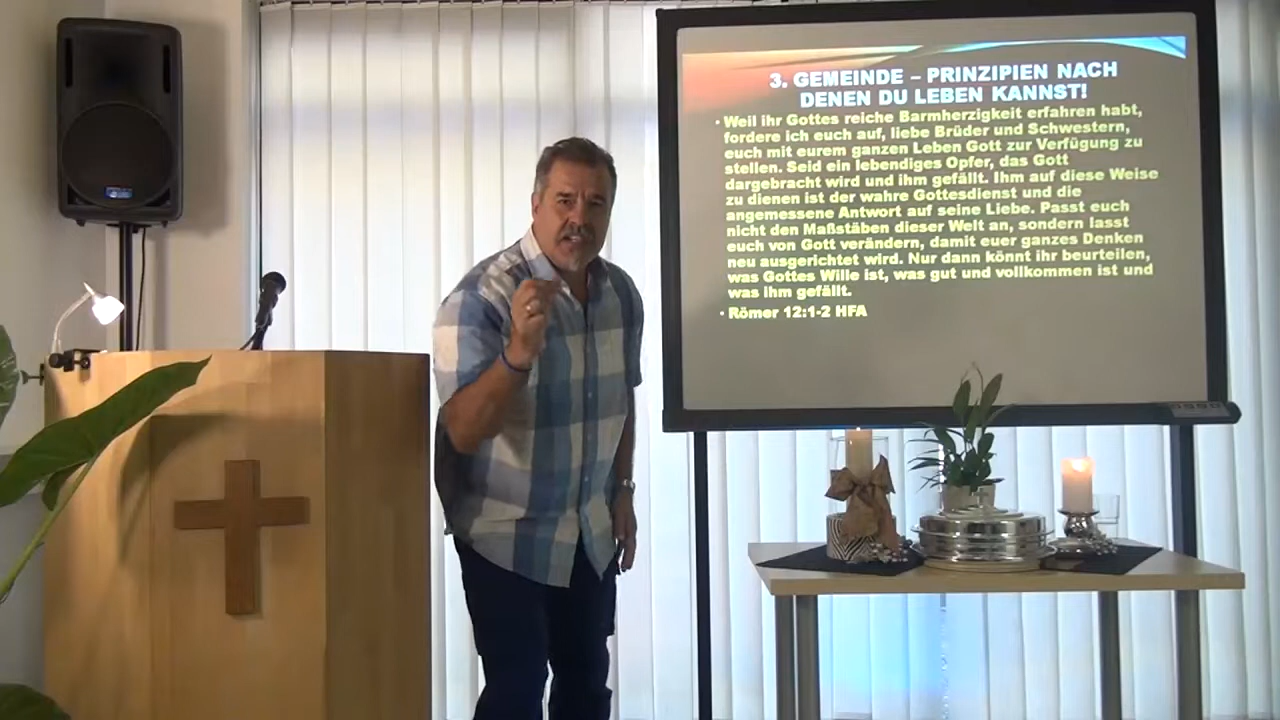 3. GEMEINDE – PRINZIPIEN NACH
DENEN DU LEBEN KANNST!
• Weil ihr Gottes reiche Barmherzigkeit erfahren habt,
fordere ich euch auf, liebe Brüder und Schwestern,
euch mit eurem ganzen Leben Gott zur Verfügung zu
stellen. Seid ein lebendiges Opfer, das Gott
dargebracht wird und ihm gefällt. Ihm auf diese Weise
zu dienen ist der wahre Gottesdienst und die
angemessene Antwort auf seine Liebe. Passt euch
nicht den Maßstäben dieser Welt an, sondern lasst
euch von Gott verändern, damit euer ganzes Denken
neu ausgerichtet wird. Nur dann könnt ihr beurteilen,
was Gottes Wille ist, was gut und vollkommen ist und
was ihm gefällt.
• Römer 12:1-2 HFA